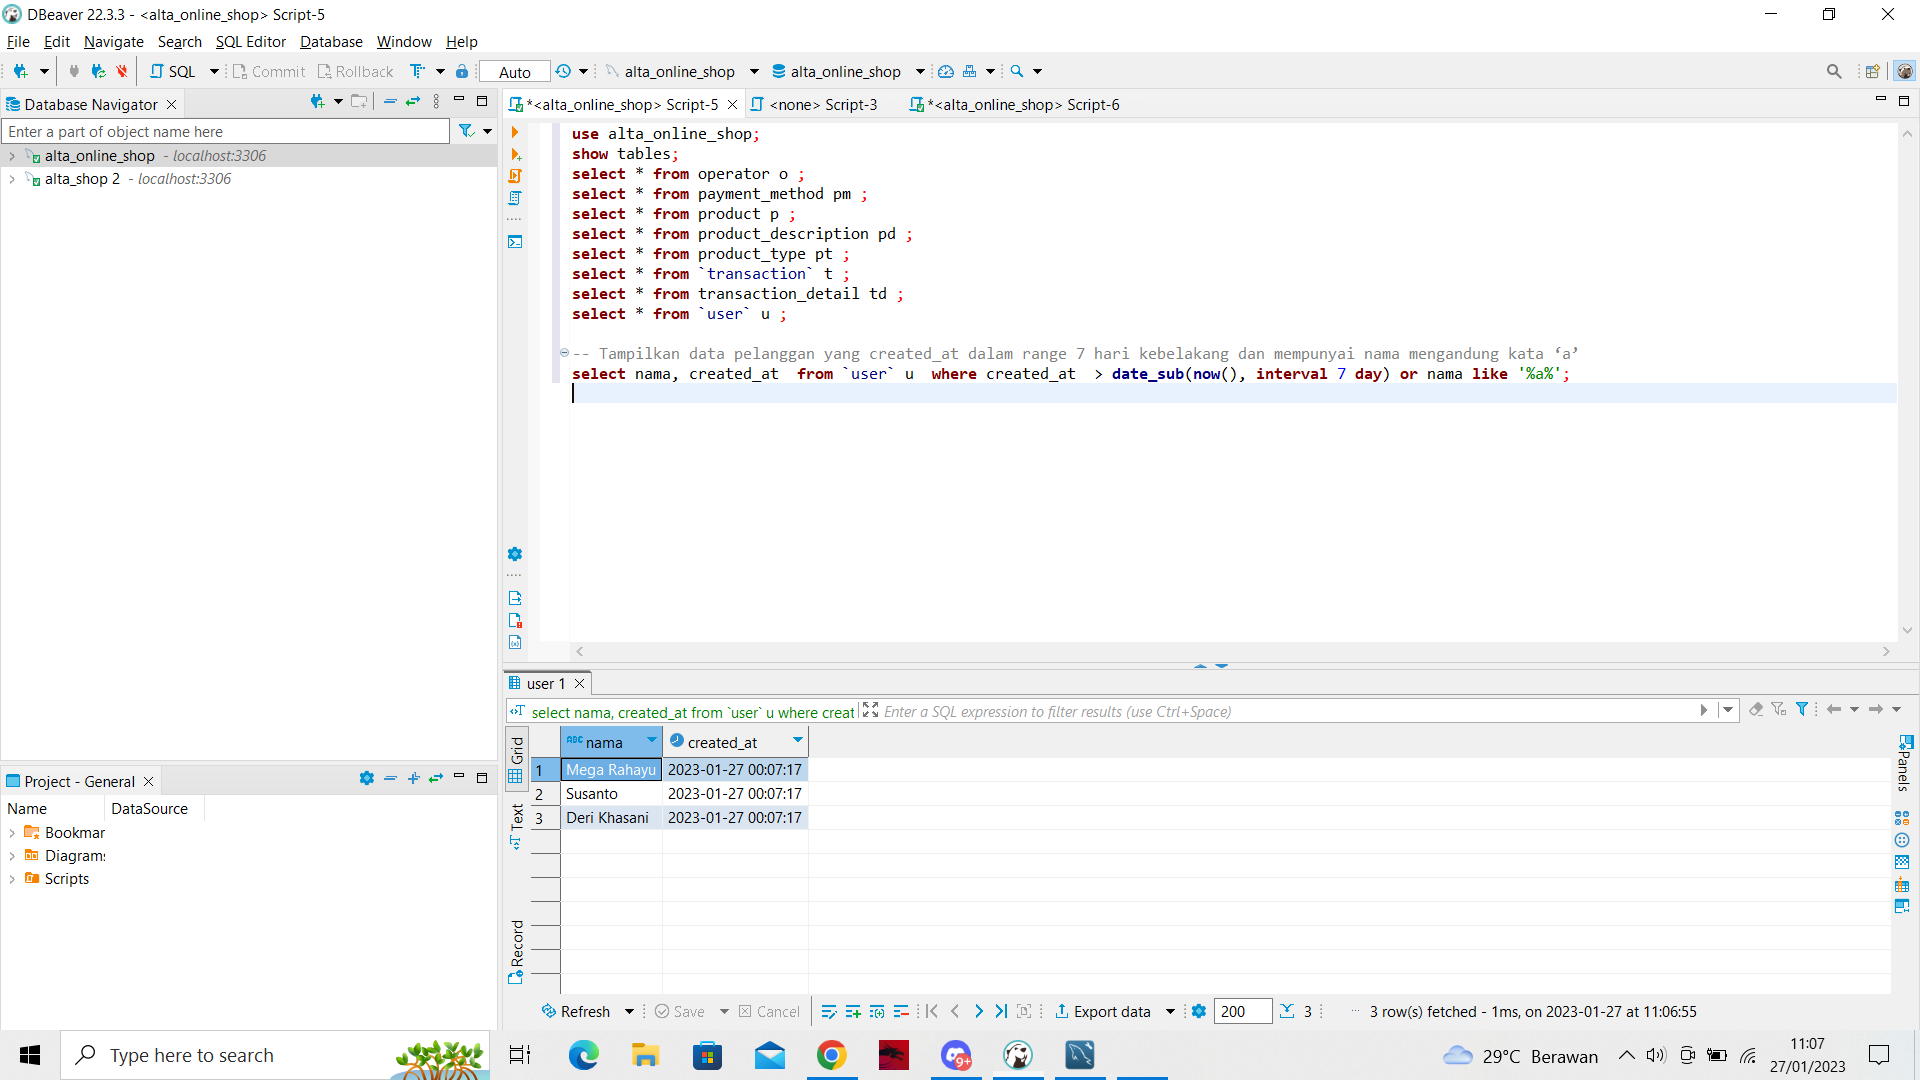 DBeaver 22.3.3 - <alta_online_shop> Script-5
File Edit Navigate Search SQL Editor Database Window Help
SQL Commit Rollback Auto alta_online_shop alta_online_shop
Database Navigator
Enter a part of object name here
alta_online_shop - localhost:3306
alta_shop 2 - localhost:3306
*<alta_online_shop> Script-5 <none> Script-3 *<alta_online_shop> Script-6
use alta_online_shop;
show tables;
select * from operator o ;
select * from payment_method pm ;
select * from product p ;
select * from product_description pd ;
select * from product_type pt ;
select * from `transaction` t ;
select * from transaction_detail td ;
select * from `user` u ;
-- Tampilkan data pelanggan yang created_at dalam range 7 hari kebelakang dan mempunyai nama mengandung kata ‘a’
select nama, created_at  from `user` u  where created_at  > date_sub(now(), interval 7 day) or nama like '%a%';
Project - General
Name DataSource
Bookmar
Diagrams
Scripts
user 1
select nama, created_at from `user` u where creat Enter a SQL expression to filter results (use Ctrl+Space)
Grid
Text
Record
Panels
ABC nama created_at
1 Mega Rahayu 2023-01-27 00:07:17
2 Susanto 2023-01-27 00:07:17
3 Deri Khasani 2023-01-27 00:07:17
Refresh Save Cancel Export data 200 3 3 row(s) fetched - 1ms, on 2023-01-27 at 11:06:55
Type here to search
9+
29°C Berawan
11:07
27/01/2023